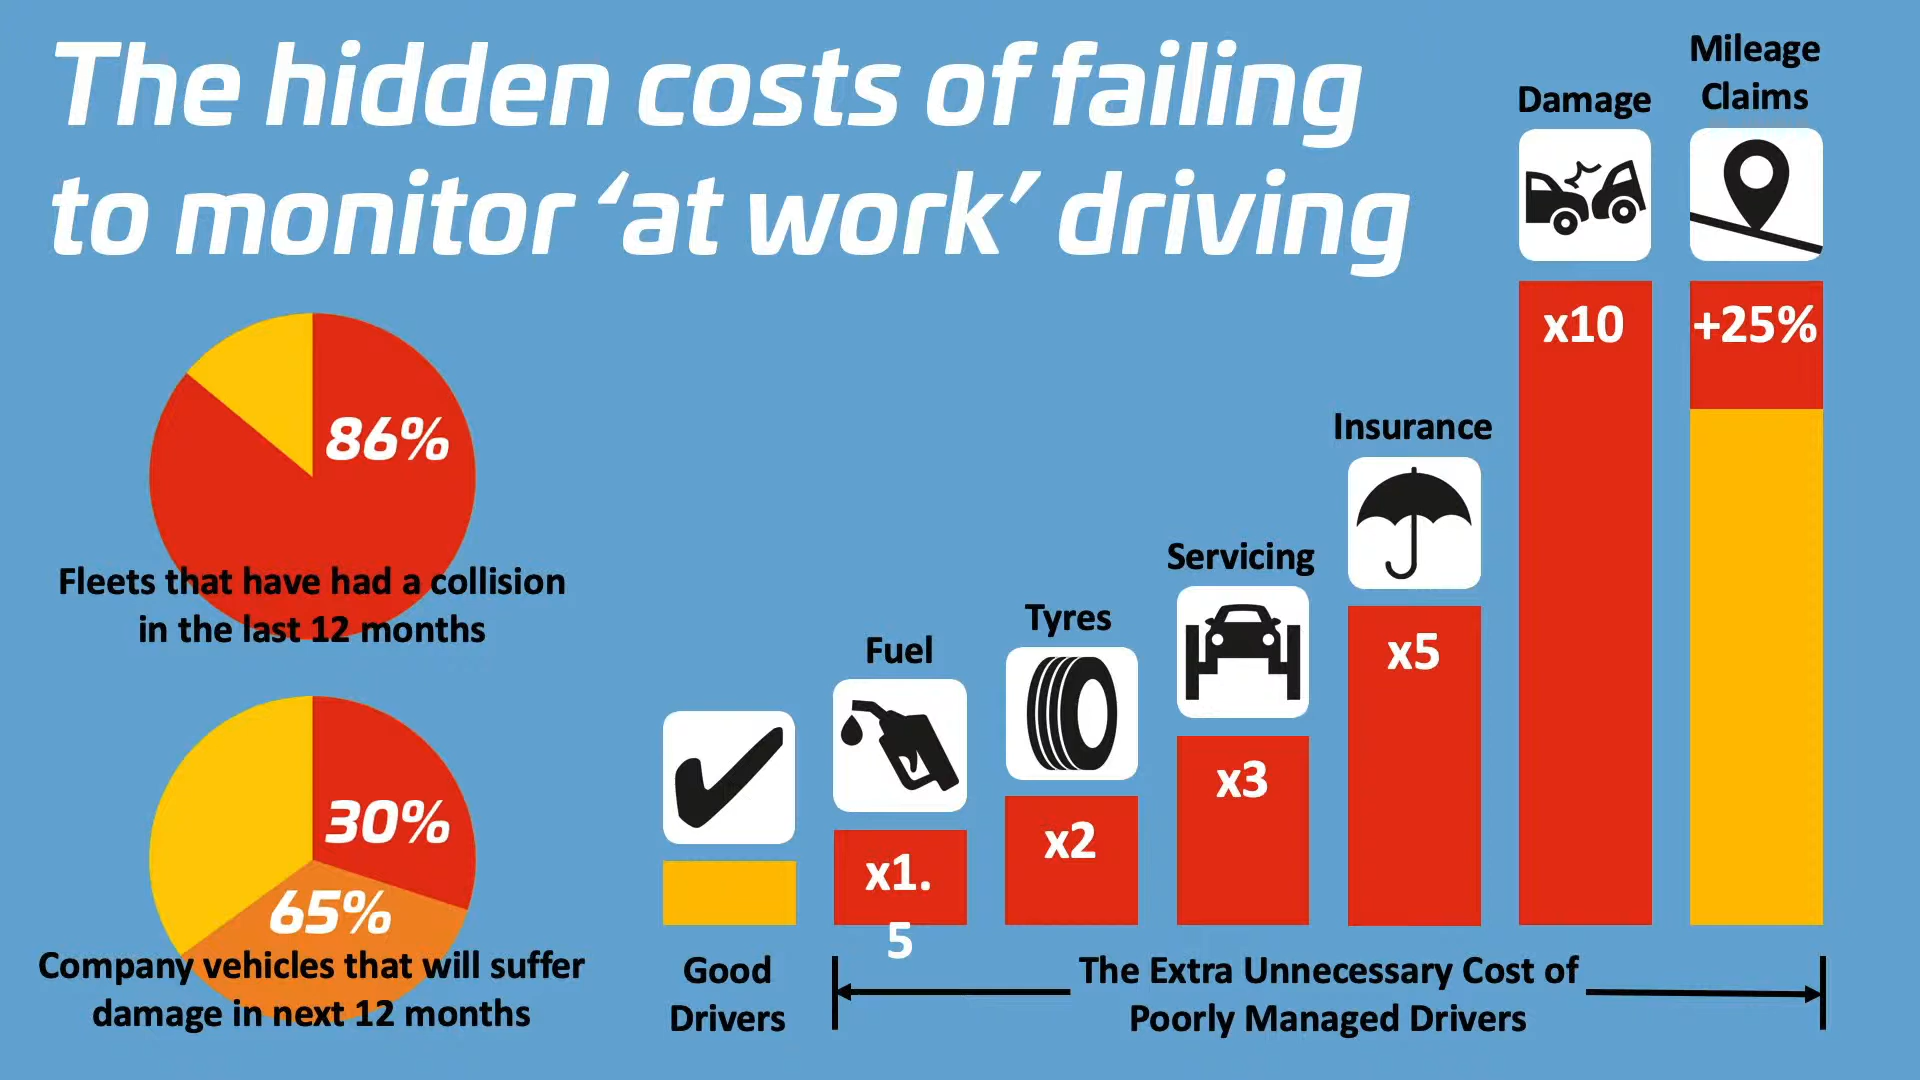 The hidden costs of failing
to monitor ‘at work’ driving
86%
Fleets that have had a collision
in the last 12 months
30%
65%
Company vehicles that will suffer
damage in next 12 months
Good
Drivers
Fuel
x1.
5
Tyres
x2
Servicing
x3
Insurance
x5
Damage
x10
Mileage
Claims
+25%
The Extra Unnecessary Cost of
Poorly Managed Drivers